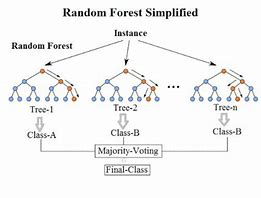 Random Forest Simplified
Instance
Random Forest
...
Tree-1 Tree-2 Tree-n
Class-A Class-B Class-B
Majority-Voting
Final-Class